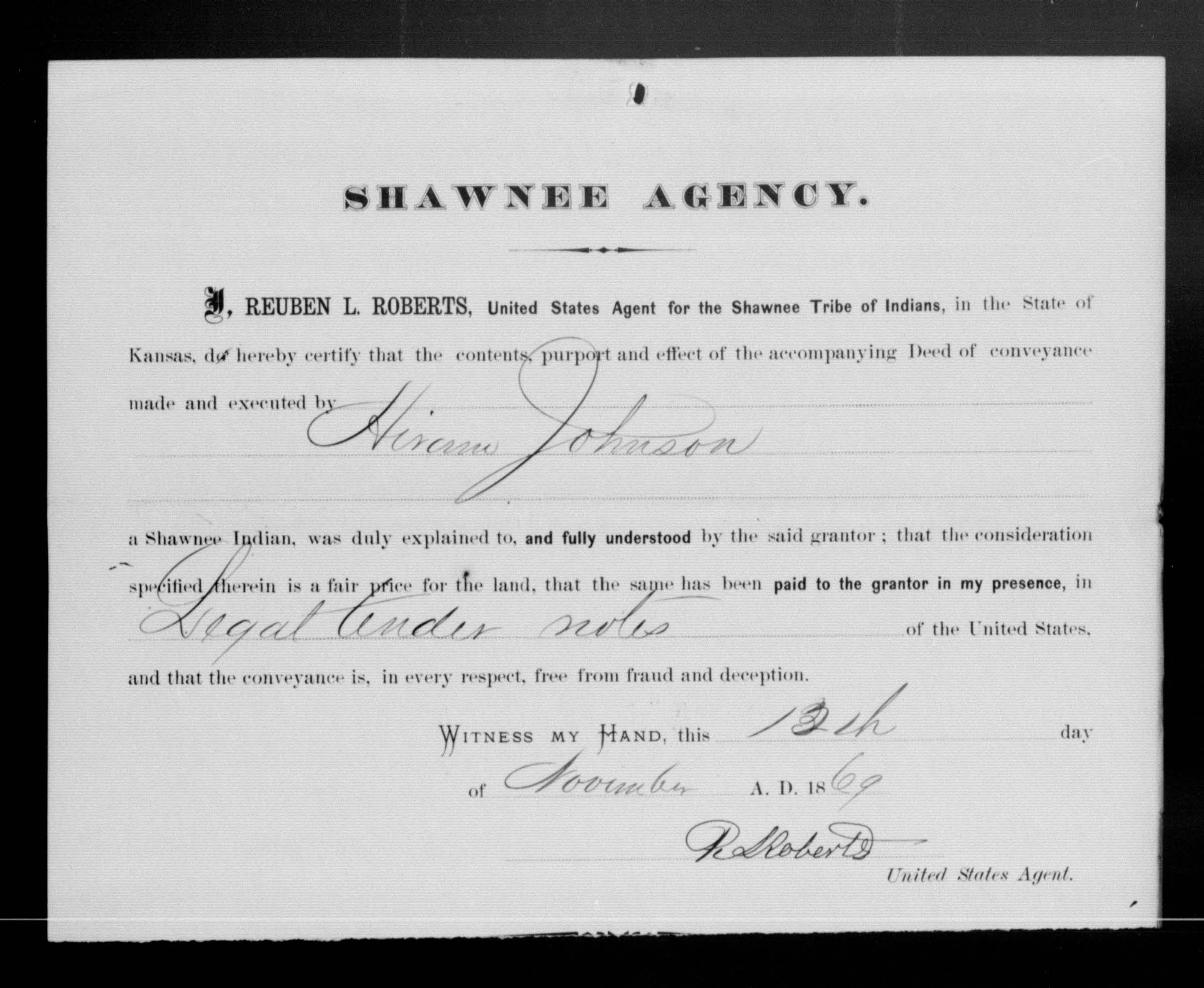 SHAWNEE AGENCY.
I, REUBEN L. ROBERTS, United States Agent for the Shawnee Tribe of Indians, in the State of
Kansas, do hereby certify that the contents, purport and effect of the accompanying Deed of conveyance
made and executed by
Hiram Johnson
a Shawnee Indian, was duly explained to, and fully understood by the said grantor; that the consideration
specified therein is a fair price for the land, that the same has been paid to the grantor in my presence, in
Legal tender notes of the United States,
and that the conveyance is, in every respect, free from fraud and deception.
WITNESS MY HAND, this day
of November A. D. 1869
R L Roberts
United States Agent.